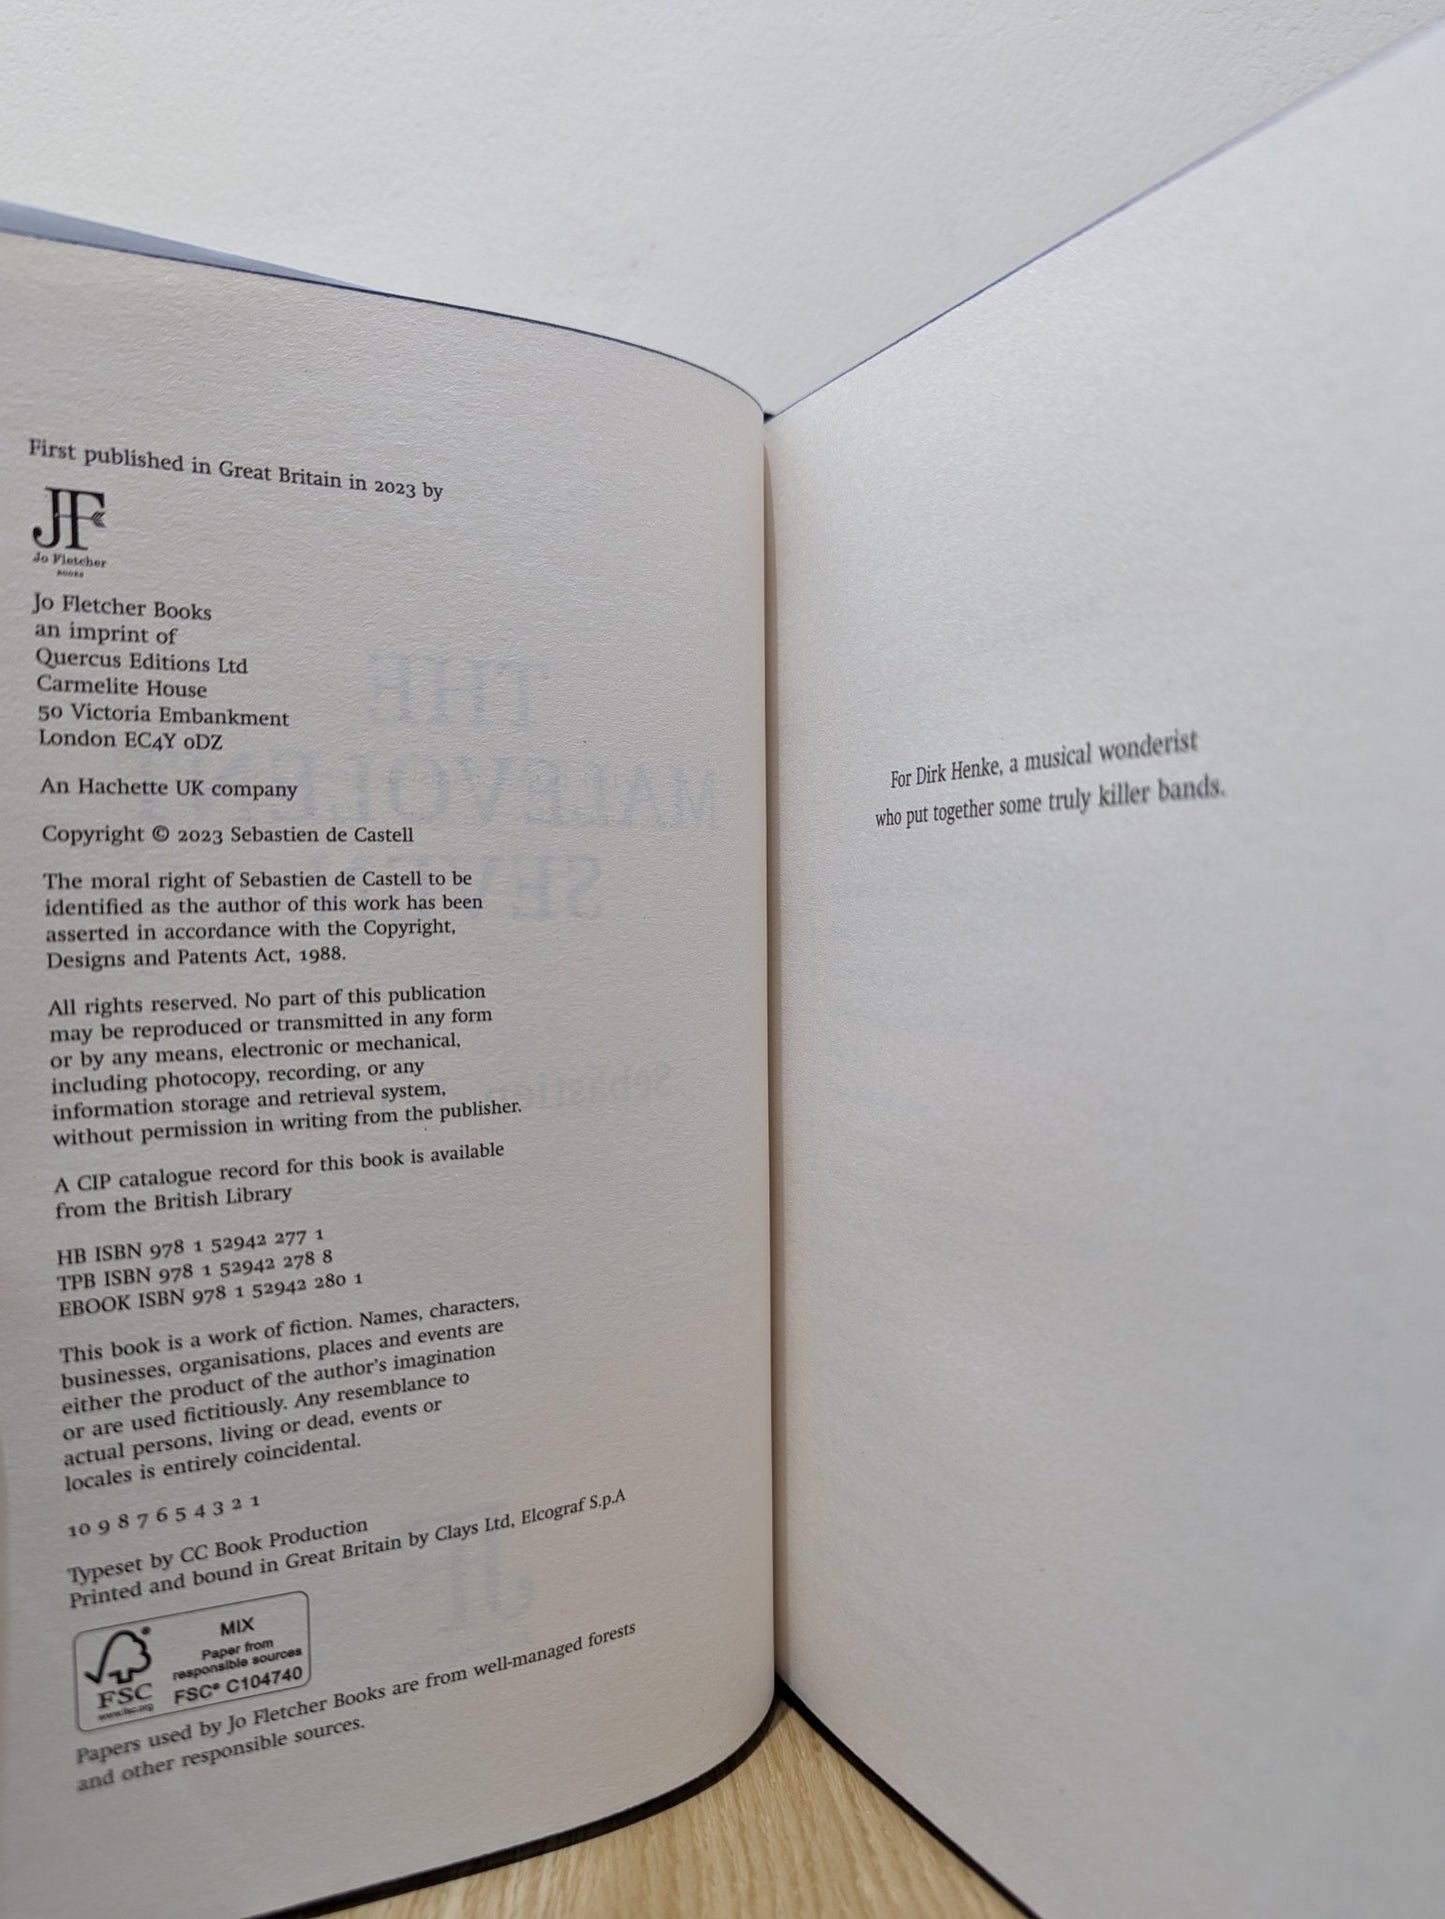 First published in Great Britain in 2023 by
JF
Jo Fletcher
BOOKS
Jo Fletcher Books
an imprint of
Quercus Editions Ltd
Carmelite House
50 Victoria Embankment
London EC4Y 0DZ
An Hachette UK company
Copyright © 2023 Sebastien de Castell
The moral right of Sebastien de Castell to be
identified as the author of this work has been
asserted in accordance with the Copyright,
Designs and Patents Act, 1988.
All rights reserved. No part of this publication
may be reproduced or transmitted in any form
or by any means, electronic or mechanical,
including photocopy, recording, or any
information storage and retrieval system,
without permission in writing from the publisher.
A CIP catalogue record for this book is available
from the British Library
HB ISBN 978 1 52942 277 1
TPB ISBN 978 1 52942 278 8
EBOOK ISBN 978 1 52942 280 1
This book is a work of fiction. Names, characters,
businesses, organisations, places and events are
either the product of the author's imagination
or are used fictitiously. Any resemblance to
actual persons, living or dead, events or
locales is entirely coincidental.
10 9 8 7 6 5 4 3 2 1
Typeset by CC Book Production
Printed and bound in Great Britain by Clays Ltd, Elcograf S.p.A
MIX
Paper from
responsible sources
FSC® C104740
FSC
www.fsc.org
Papers used by Jo Fletcher Books are from well-managed forests
and other responsible sources.
For Dirk Henke, a musical wonderist
who put together some truly killer bands.